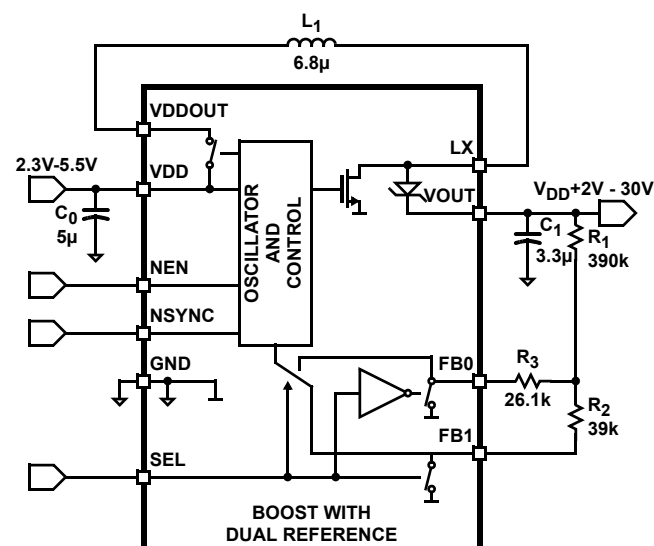 L1
6.8µ
VDDOUT
2.3V-5.5V
VDD
C0
5µ
OSCILLATOR
AND
CONTROL
LX
VOUT
VDD+2V - 30V
C1
3.3µ
R1
390k
NEN
NSYNC
GND
FB0
R3
26.1k
R2
39k
FB1
SEL
BOOST WITH
DUAL REFERENCE